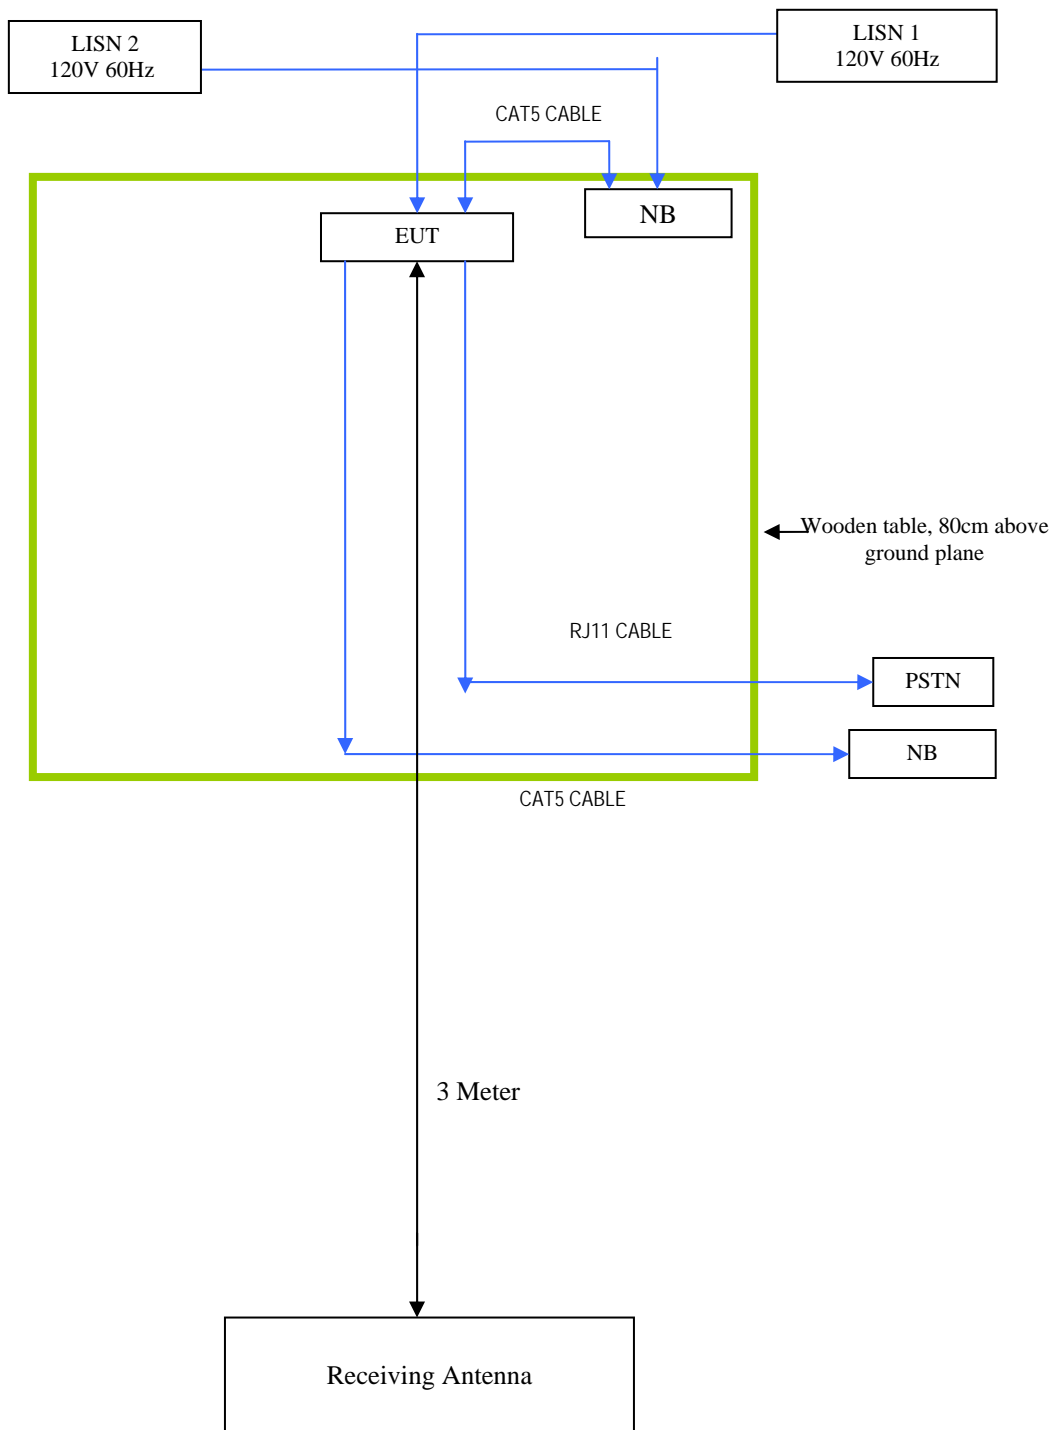 LISN 2
120V 60Hz
LISN 1
120V 60Hz
CAT5 CABLE
NB
EUT
Wooden table, 80cm above
ground plane
RJ11 CABLE
PSTN
NB
CAT5 CABLE
3 Meter
Receiving Antenna